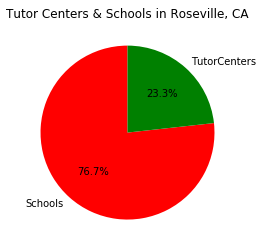 Tutor Centers & Schools in Roseville, CA
TutorCenters
23.3%
76.7%
Schools